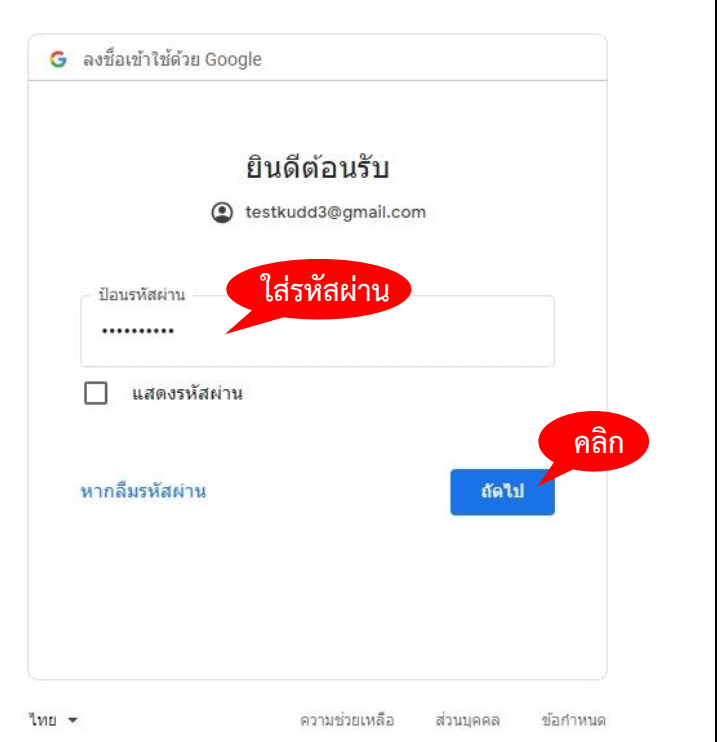 ลงชื่อเข้าใช้ด้วย Google
ยินดีต้อนรับ
testkudd3@gmail.com
ป้อนรหัสผ่าน
ใส่รหัสผ่าน
••••••••••
แสดงรหัสผ่าน
คลิก
หากลืมรหัสผ่าน
ถัดไป
ไทย
ความช่วยเหลือ
ส่วนบุคคล
ข้อกำหนด